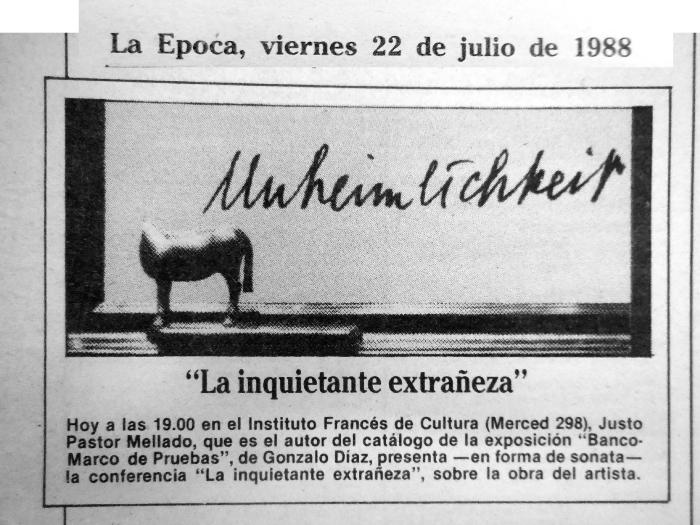 La Epoca, viernes 22 de julio de 1988
Unheimlichkeit
“La inquietante extrañeza”
Hoy a las 19.00 en el Instituto Francés de Cultura (Merced 298), Justo
Pastor Mellado, que es el autor del catálogo de la exposición “Banco-
Marco de Pruebas”, de Gonzalo Díaz, presenta —en forma de sonata—
la conferencia “La inquietante extrañeza”, sobre la obra del artista.